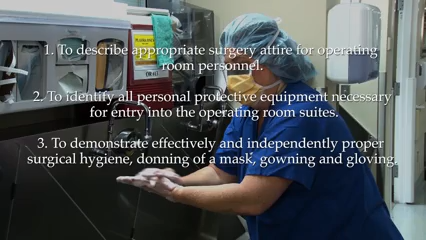 1. To describe appropriate surgery attire for operating
room personnel.
2. To identify all personal protective equipment necessary
for entry into the operating room suites.
3. To demonstrate effectively and independently proper
surgical hygiene, donning of a mask, gowning and gloving.